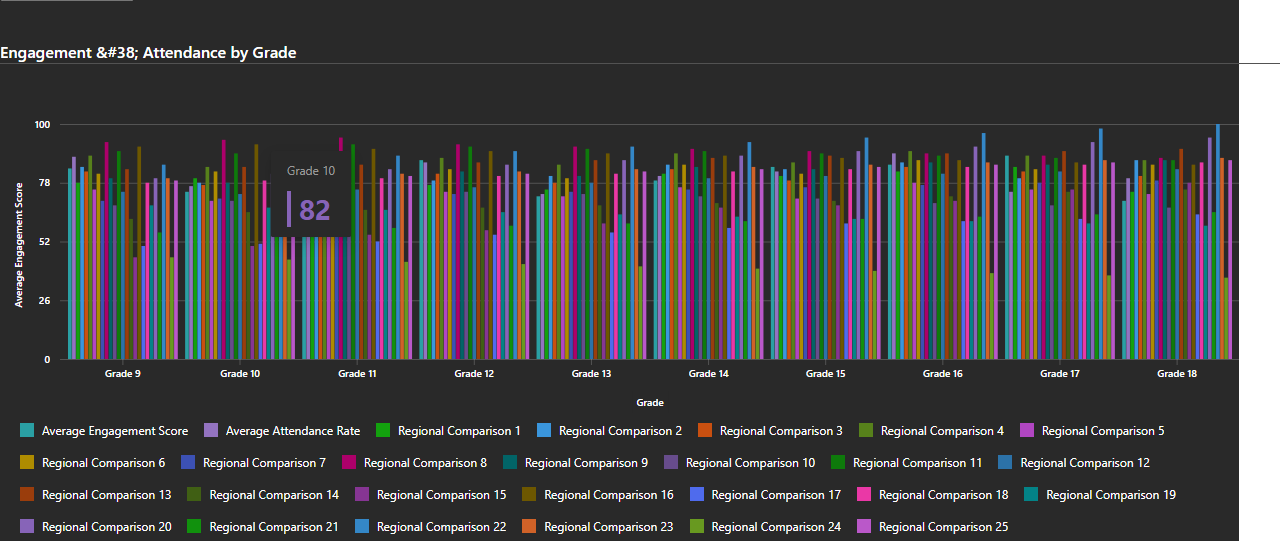 Engagement &#38; Attendance by Grade
100
78
52
26
0
Average Engagement Score
Grade 10
82
Grade 9
Grade 10
Grade 11
Grade 12
Grade 13
Grade 14
Grade 15
Grade 16
Grade 17
Grade 18
Grade
Average Engagement Score
Average Attendance Rate
Regional Comparison 1
Regional Comparison 2
Regional Comparison 3
Regional Comparison 4
Regional Comparison 5
Regional Comparison 6
Regional Comparison 7
Regional Comparison 8
Regional Comparison 9
Regional Comparison 10
Regional Comparison 11
Regional Comparison 12
Regional Comparison 13
Regional Comparison 14
Regional Comparison 15
Regional Comparison 16
Regional Comparison 17
Regional Comparison 18
Regional Comparison 19
Regional Comparison 20
Regional Comparison 21
Regional Comparison 22
Regional Comparison 23
Regional Comparison 24
Regional Comparison 25